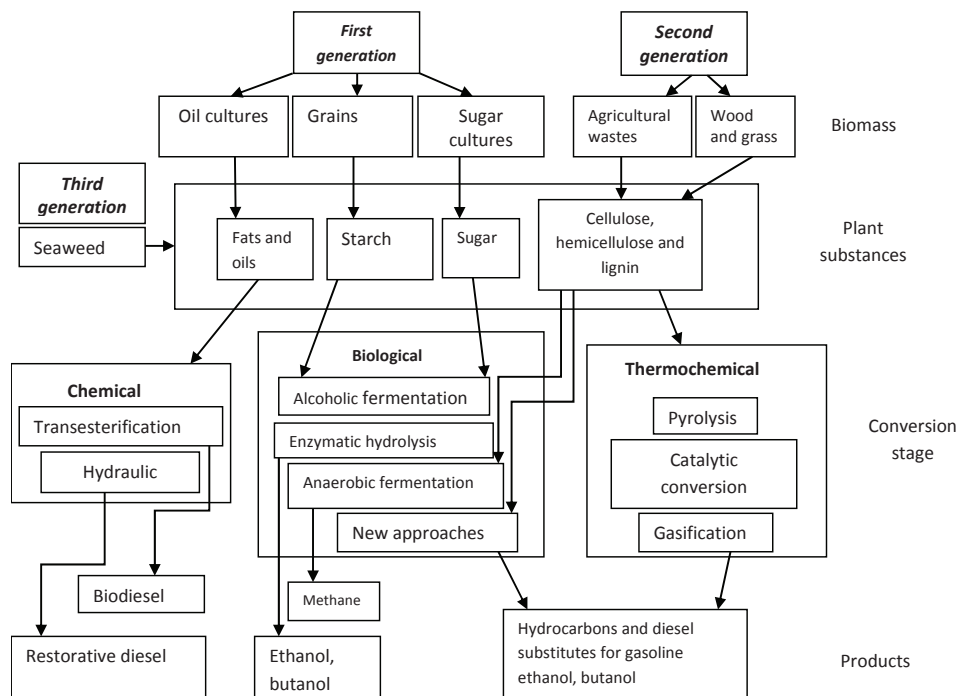 First
generation
Second
generation
Oil cultures
Grains
Sugar
cultures
Agricultural
wastes
Wood
and grass
Biomass
Third
generation
Seaweed
Fats and
oils
Starch
Sugar
Cellulose,
hemicellulose and
lignin
Plant
substances
Chemical
Transesterification
Hydraulic
Biological
Alcoholic fermentation
Enzymatic hydrolysis
Anaerobic fermentation
New approaches
Thermochemical
Pyrolysis
Catalytic
conversion
Gasification
Conversion
stage
Biodiesel
Methane
Restorative diesel
Ethanol,
butanol
Hydrocarbons and diesel
substitutes for gasoline
ethanol, butanol
Products